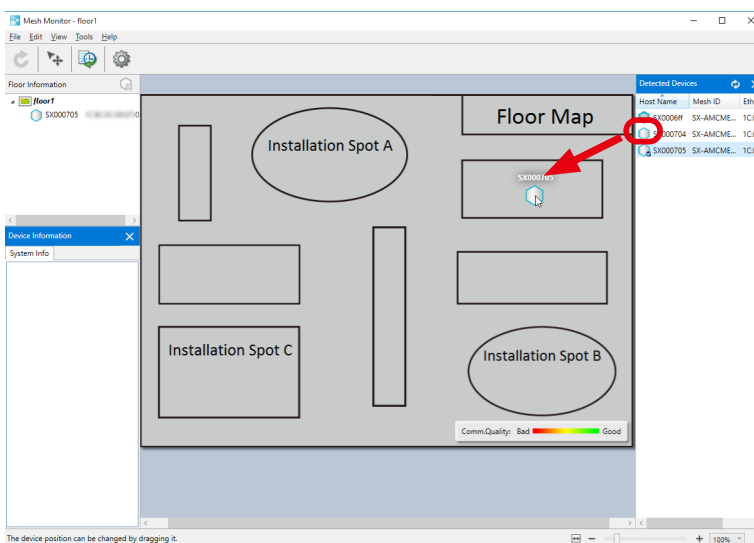 Mesh Monitor - floor1
File Edit View Tools Help
Floor Information
floor1
SX000705
Device Information
System Info
Floor Map
Installation Spot A
SX000705
Installation Spot C
Installation Spot B
Comm.Quality: Bad Good
Detected Devices
Host Name Mesh ID Eth
SX0006ff SX-AMCME... 1C:
000704 SX-AMCME... 1C:
SX000705 SX-AMCME... 1C:
The device position can be changed by dragging it.
100%